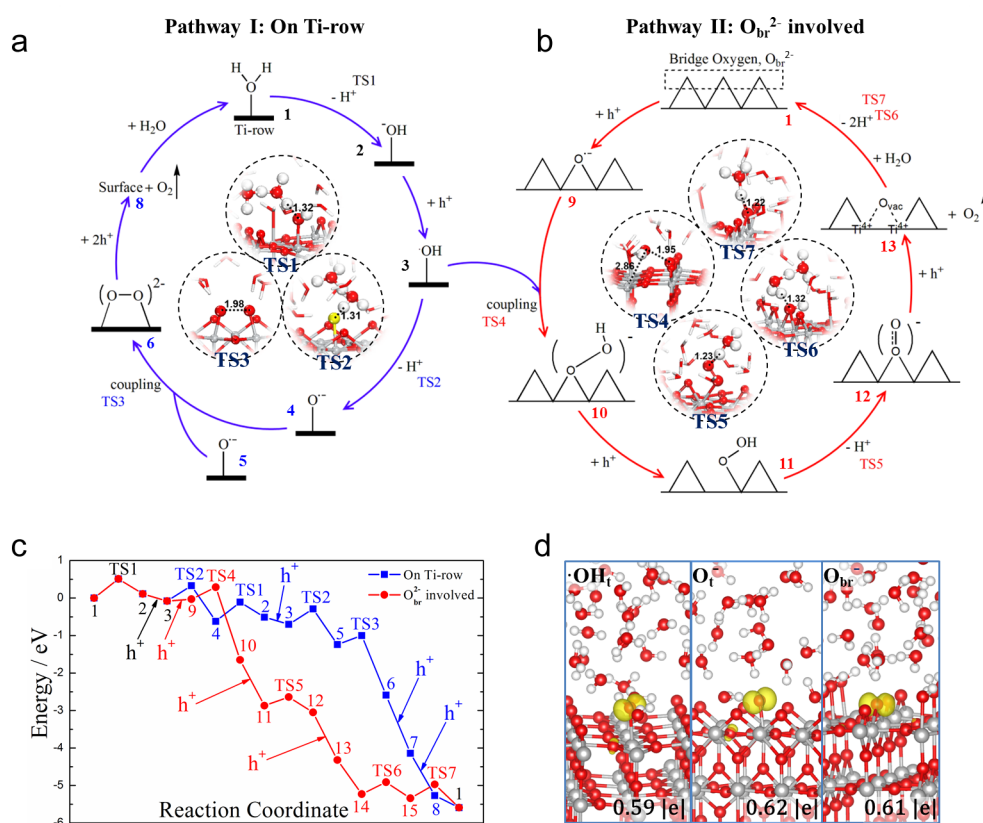 Pathway I: On Ti-row
Pathway II: Obr2- involved
a
H H
O
1
Ti-row
TS1
- H+
-OH
2
+ h+
·OH
3
- H+
TS2
O·-
4
O·-
5
coupling
TS3
(O–O)2-
6
+ 2h+
Surface + O2
8
+ H2O
1.32
TS1
1.98
TS3
1.31
TS2
coupling
TS4
b
Bridge Oxygen, Obr2-
1
+ h+
O·-
9
H
O
O
-
10
+ h+
OH
O
11
- H+
TS5
O
O
-
12
+ h+
Ovac
Ti4+ Ti4+
13
+ O2
+ H2O
- 2H+
TS7
TS6
1.22
TS7
2.86
1.95
TS4
1.32
TS6
1.23
TS5
c
Energy / eV
1
0
-1
-2
-3
-4
-5
-6
Reaction Coordinate
On Ti-row
Obr2- involved
1
TS1
2
3
h+
h+
9
TS2
TS4
4
TS1
2
h+
3
TS2
5
TS3
6
h+
7
h+
8
1
10
h+
11
TS5
12
h+
13
14
TS6
15
TS7
d
·OHt
Ot-
Obr-
0.59 |e|
0.62 |e|
0.61 |e|